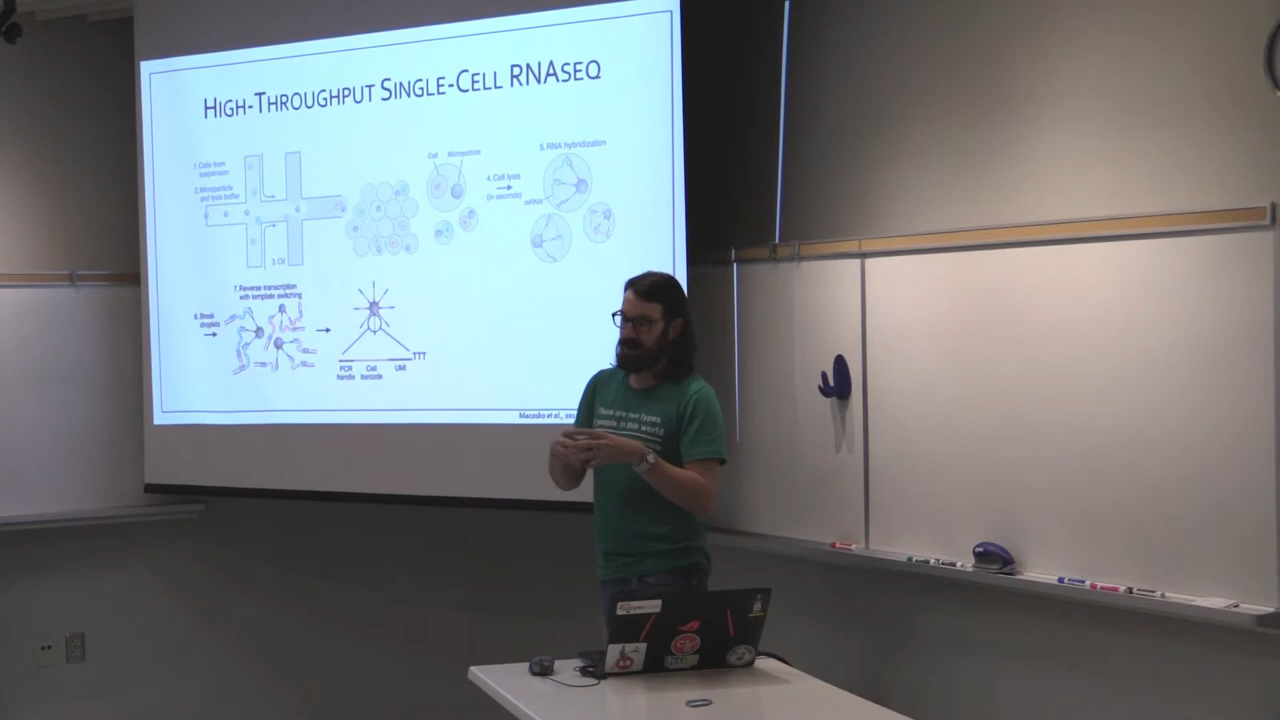 HIGH-THROUGHPUT SINGLE-CELL RNASEQ
1. Cells from
suspension
2. Microparticle
and lysis buffer
3. Oil
Cell Microparticle
4. Cell lysis
(in seconds)
5. RNA hybridization
mRNA
6. Break
droplets
7. Reverse transcription
with template switching
TTT
PCR
handle
Cell
barcode
UMI
Macosko et al.,
There are two types
people in this world